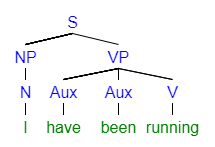 S
NP VP
N Aux Aux V
I have been running